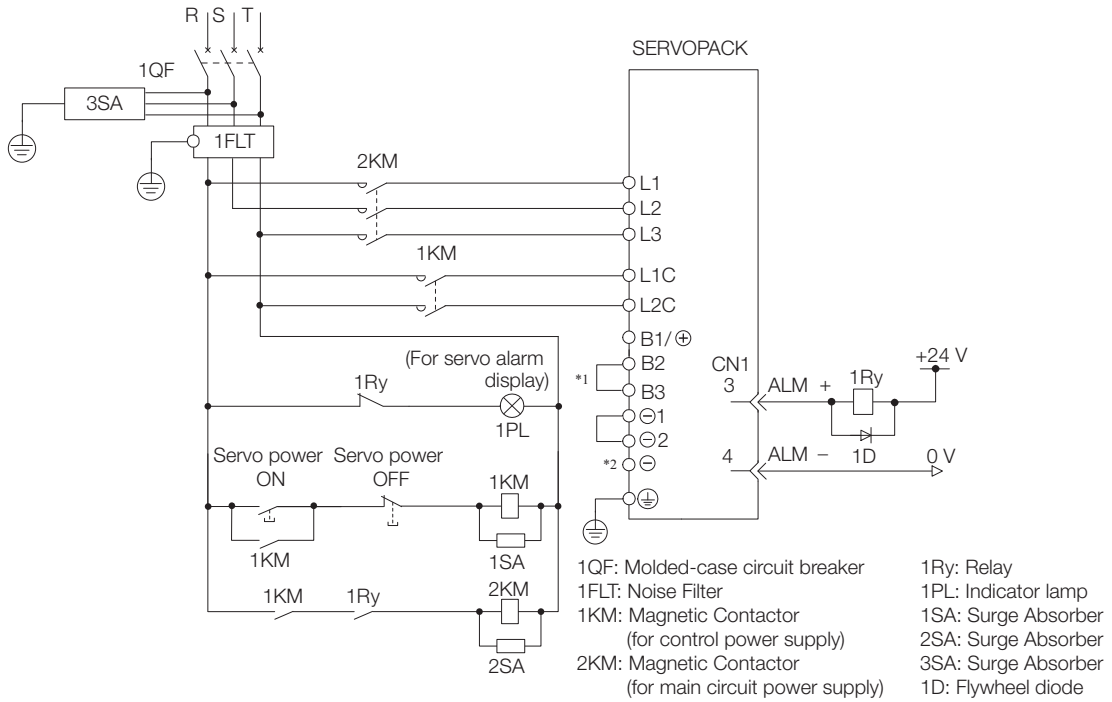 R S T
SERVOPACK
1QF
3SA
1FLT
2KM
L1
L2
L3
1KM
L1C
L2C
B1/⊕
(For servo alarm
display)
B2
CN1
+24 V
1Ry
*1
B3
3
ALM +
1Ry
1PL
⊖1
⊖2
Servo power
ON
Servo power
OFF
*2
⊖
4
ALM −
1D
0 V
1KM
1KM
1SA
1KM
1Ry
2KM
2SA
1QF: Molded-case circuit breaker
1FLT: Noise Filter
1KM: Magnetic Contactor
(for control power supply)
2KM: Magnetic Contactor
(for main circuit power supply)
1Ry: Relay
1PL: Indicator lamp
1SA: Surge Absorber
2SA: Surge Absorber
3SA: Surge Absorber
1D: Flywheel diode